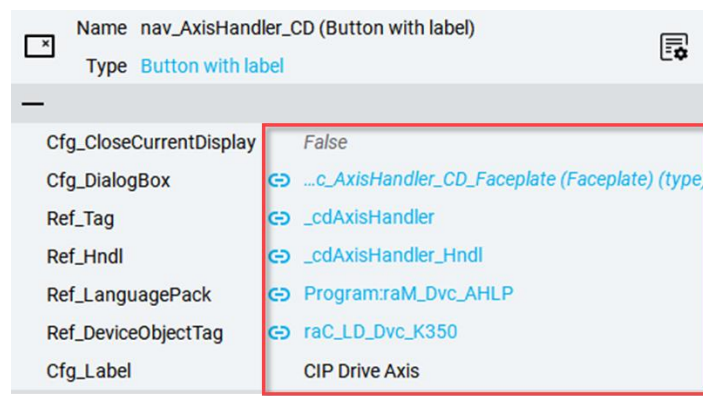 Name nav_AxisHandler_CD (Button with label)
Type Button with label
Cfg_CloseCurrentDisplay False
Cfg_DialogBox ...c_AxisHandler_CD_Faceplate (Faceplate) (type)
Ref_Tag _cdAxisHandler
Ref_Hndl _cdAxisHandler_Hndl
Ref_LanguagePack Program:raM_Dvc_AHLP
Ref_DeviceObjectTag raC_LD_Dvc_K350
Cfg_Label CIP Drive Axis